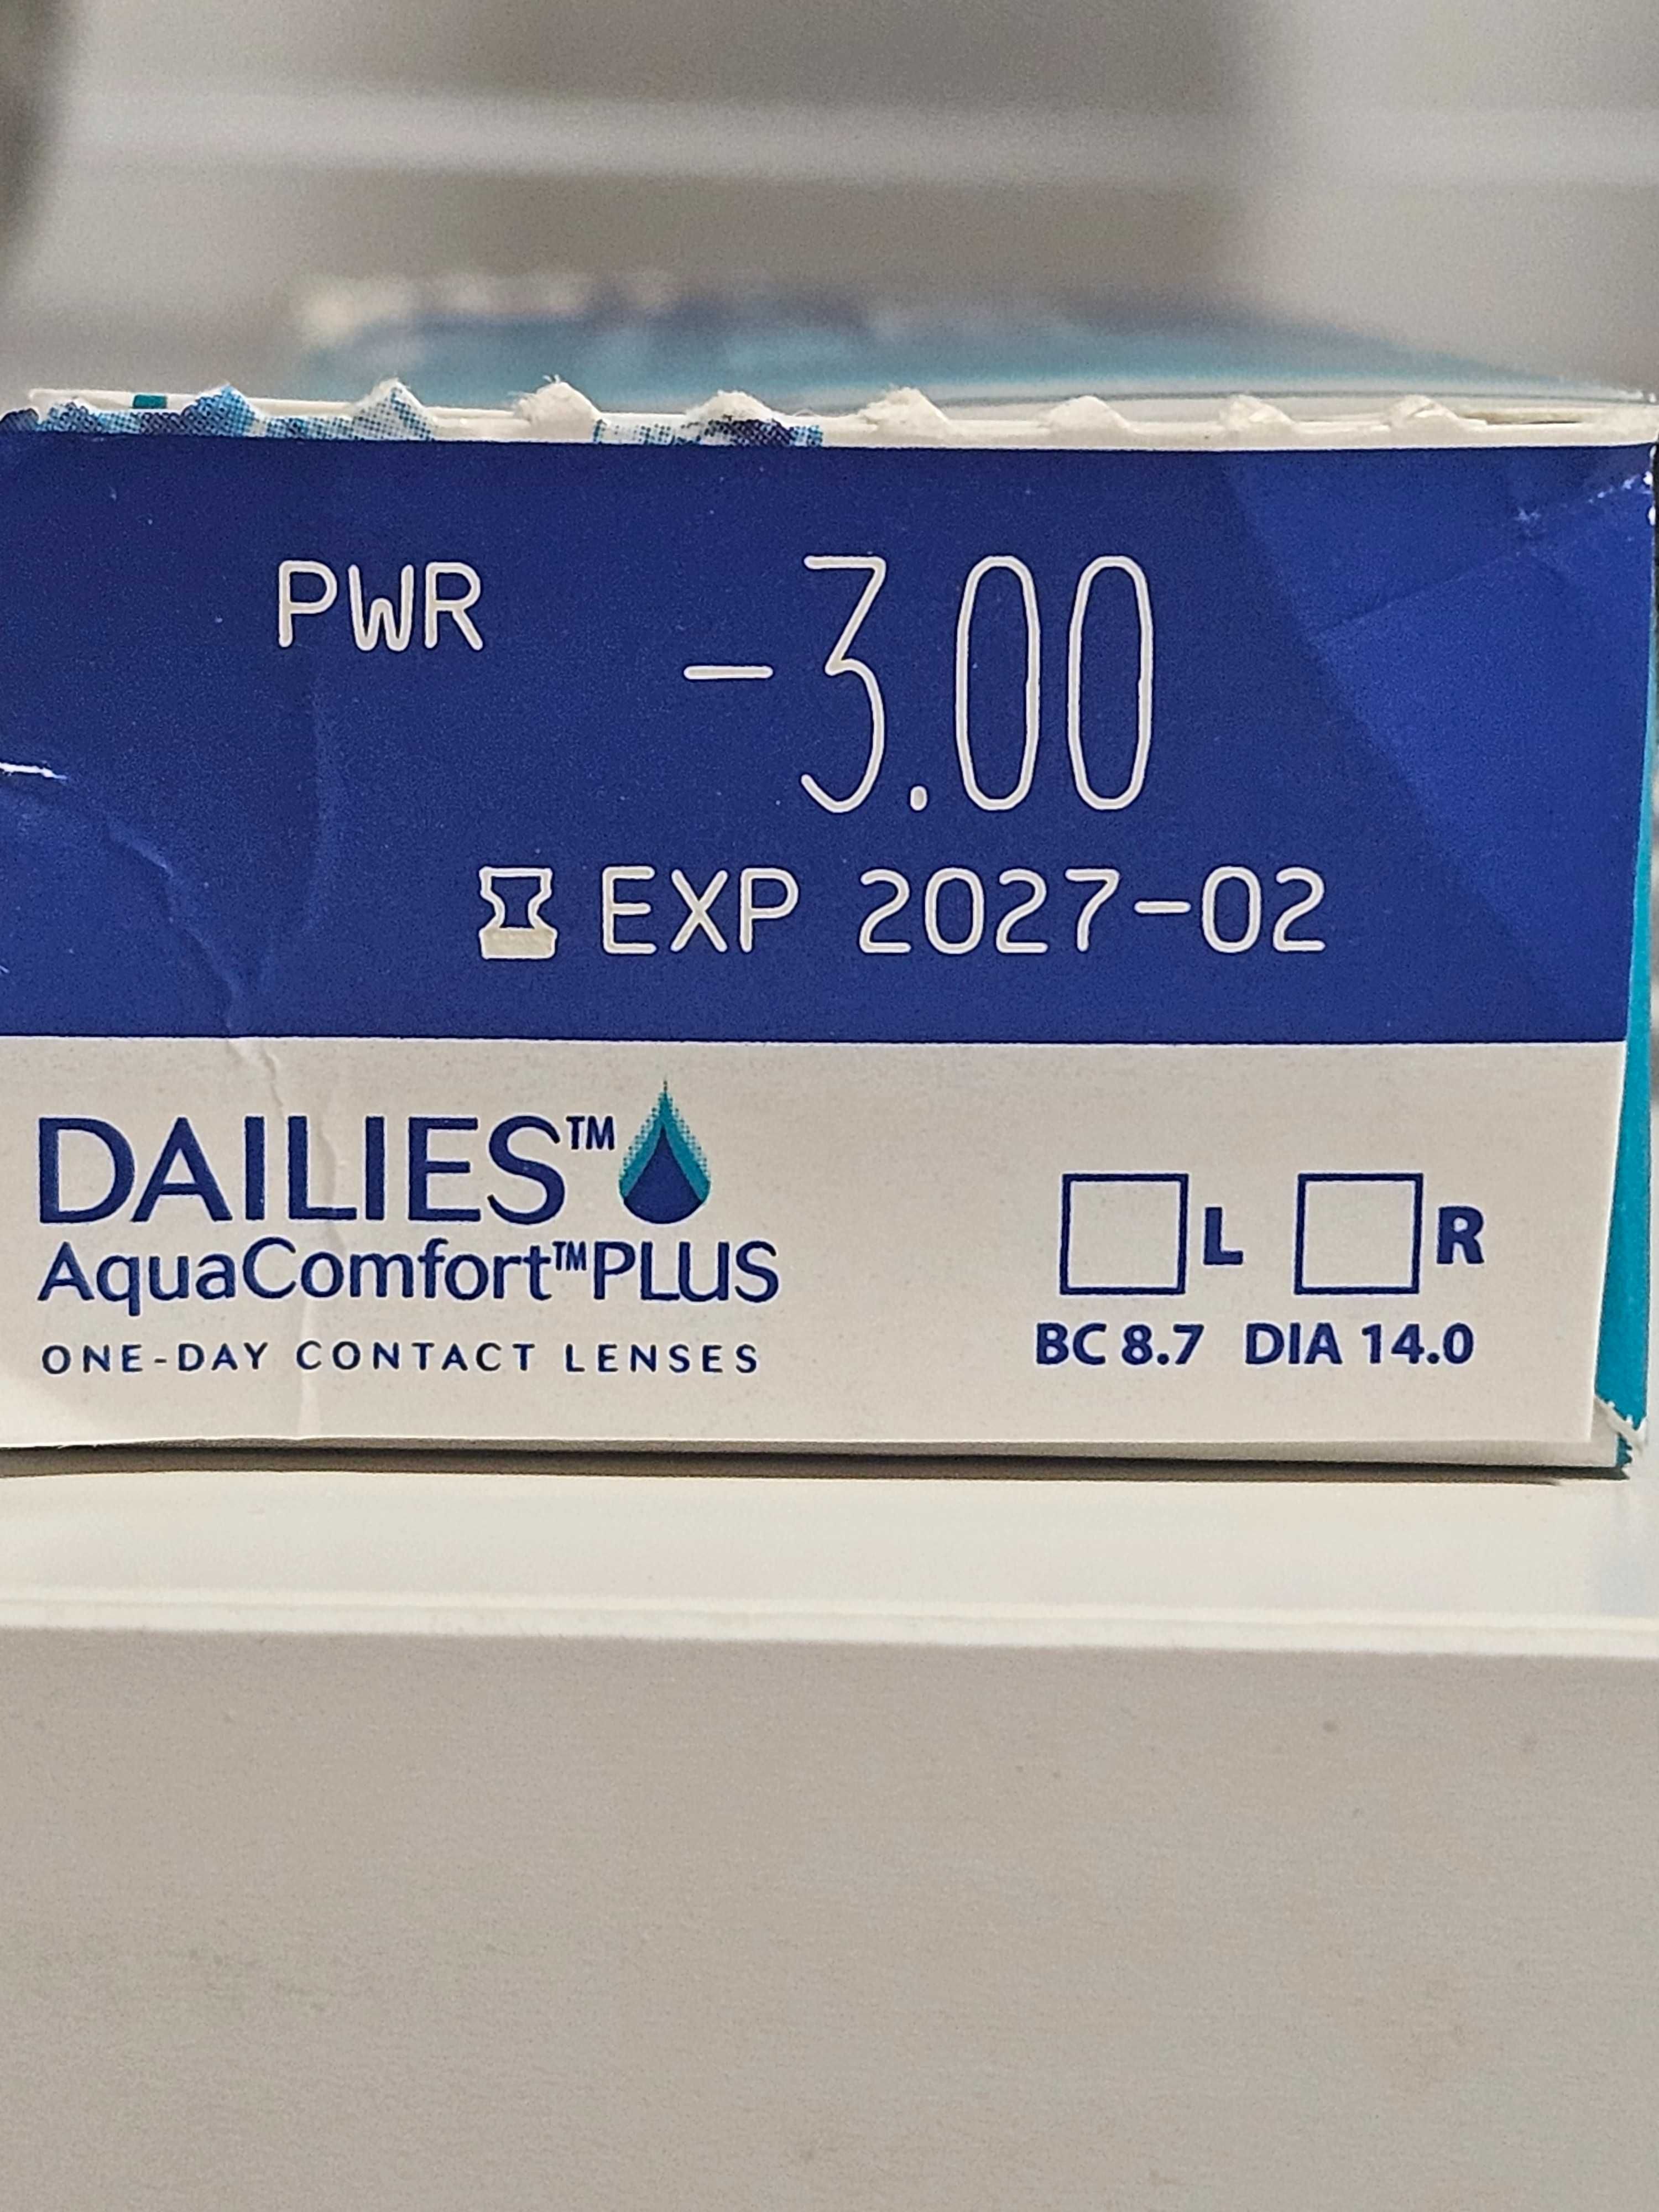 PWR -3.00
EXP 2027-02
DAILIES™
AquaComfort™PLUS
ONE-DAY CONTACT LENSES
L R
BC 8.7 DIA 14.0